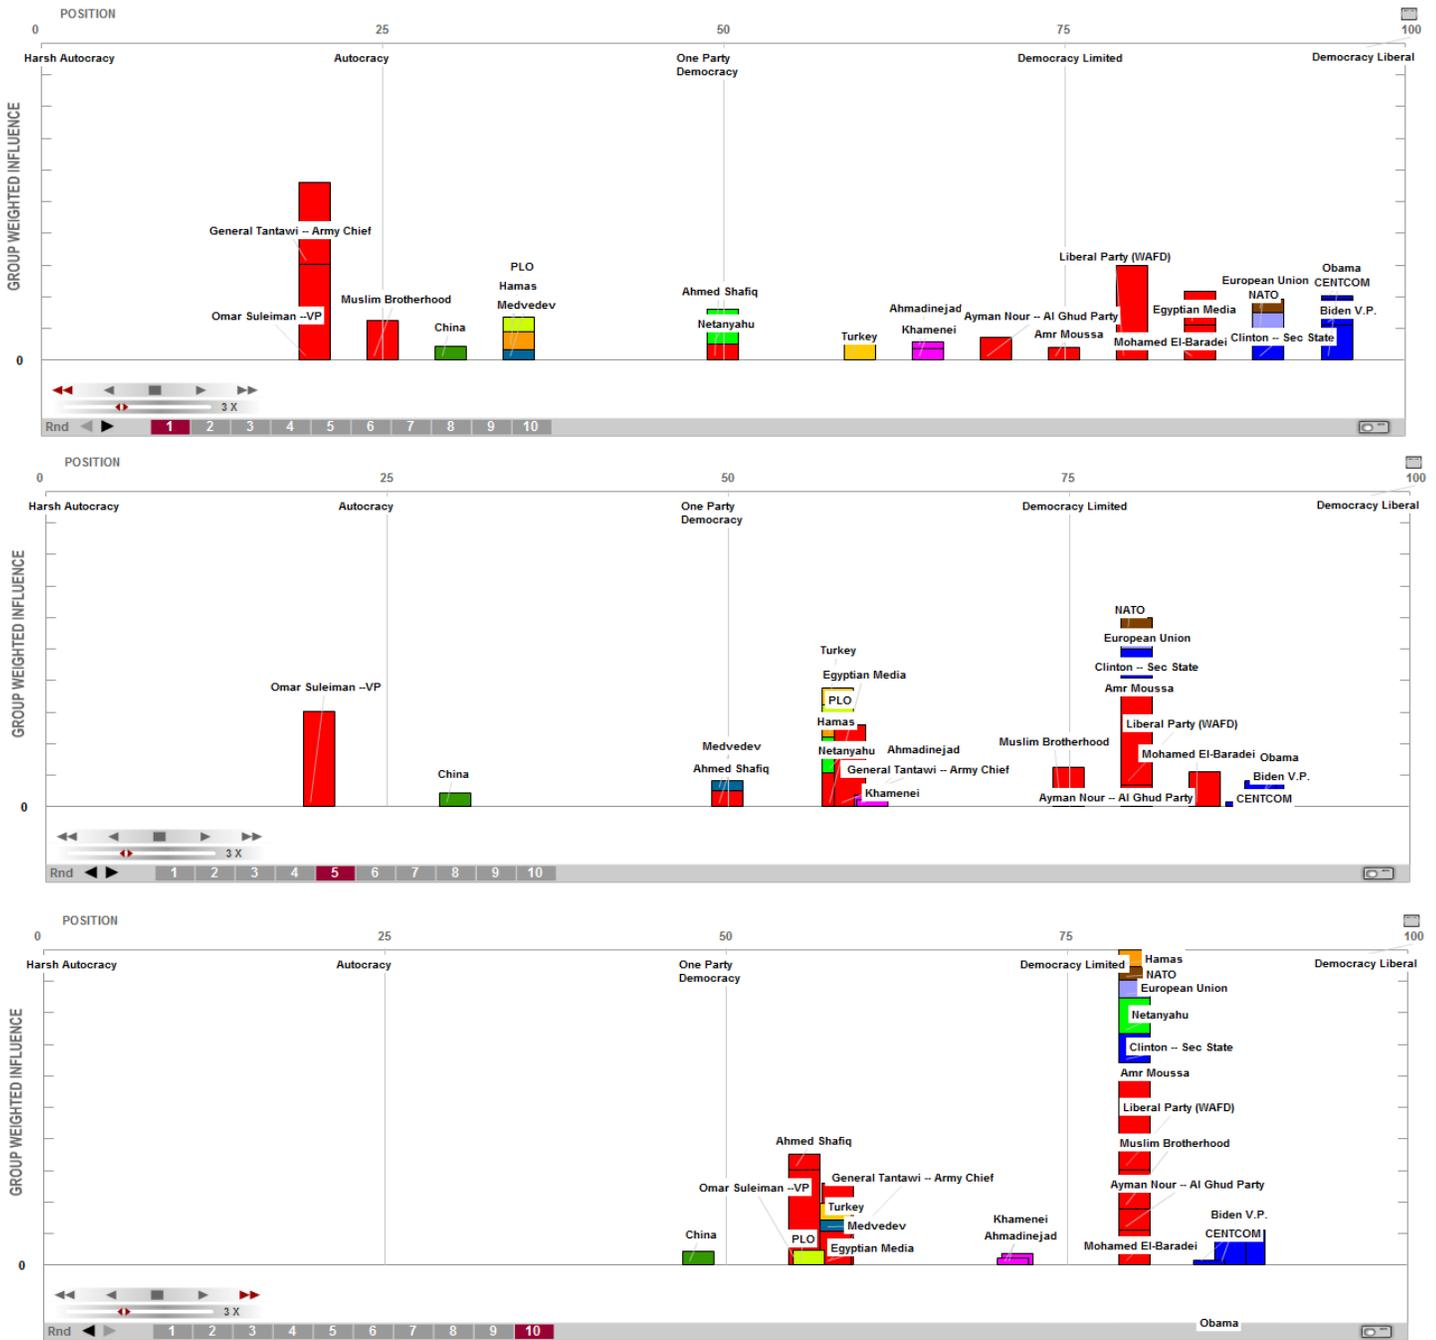 POSITION
0 25 50 75 100
Harsh Autocracy Autocracy One Party Democracy Limited Democracy Liberal
Democracy
GROUP WEIGHTED INFLUENCE
General Tantawi -- Army Chief
Omar Suleiman --VP
Muslim Brotherhood
China
PLO
Hamas
Medvedev
Ahmed Shafiq
Netanyahu
Turkey
Ahmadinejad
Khamenei
Ayman Nour -- Al Ghud Party
Amr Moussa
Liberal Party (WAFD)
Mohamed El-Baradei
Egyptian Media
European Union
NATO
Clinton -- Sec State
Obama
CENTCOM
Biden V.P.
0
3 X
Rnd 1 2 3 4 5 6 7 8 9 10
POSITION
0 25 50 75 100
Harsh Autocracy Autocracy One Party Democracy Limited Democracy Liberal
Democracy
GROUP WEIGHTED INFLUENCE
Omar Suleiman --VP
China
Medvedev
Ahmed Shafiq
Turkey
Egyptian Media
PLO
Hamas
Netanyahu
Ahmadinejad
General Tantawi -- Army Chief
Khamenei
Muslim Brotherhood
Ayman Nour -- Al Ghud Party
NATO
European Union
Clinton -- Sec State
Amr Moussa
Liberal Party (WAFD)
Mohamed El-Baradei
Obama
Biden V.P.
CENTCOM
0
3 X
Rnd 1 2 3 4 5 6 7 8 9 10
POSITION
0 25 50 75 100
Harsh Autocracy Autocracy One Party Democracy Limited Democracy Liberal
Democracy
GROUP WEIGHTED INFLUENCE
Hamas
NATO
European Union
Netanyahu
Clinton -- Sec State
Amr Moussa
Liberal Party (WAFD)
Muslim Brotherhood
Ayman Nour -- Al Ghud Party
Mohamed El-Baradei
Ahmed Shafiq
Omar Suleiman --VP
General Tantawi -- Army Chief
Turkey
Medvedev
PLO
Egyptian Media
China
Khamenei
Ahmadinejad
Biden V.P.
CENTCOM
0
3 X
Obama
Rnd 1 2 3 4 5 6 7 8 9 10